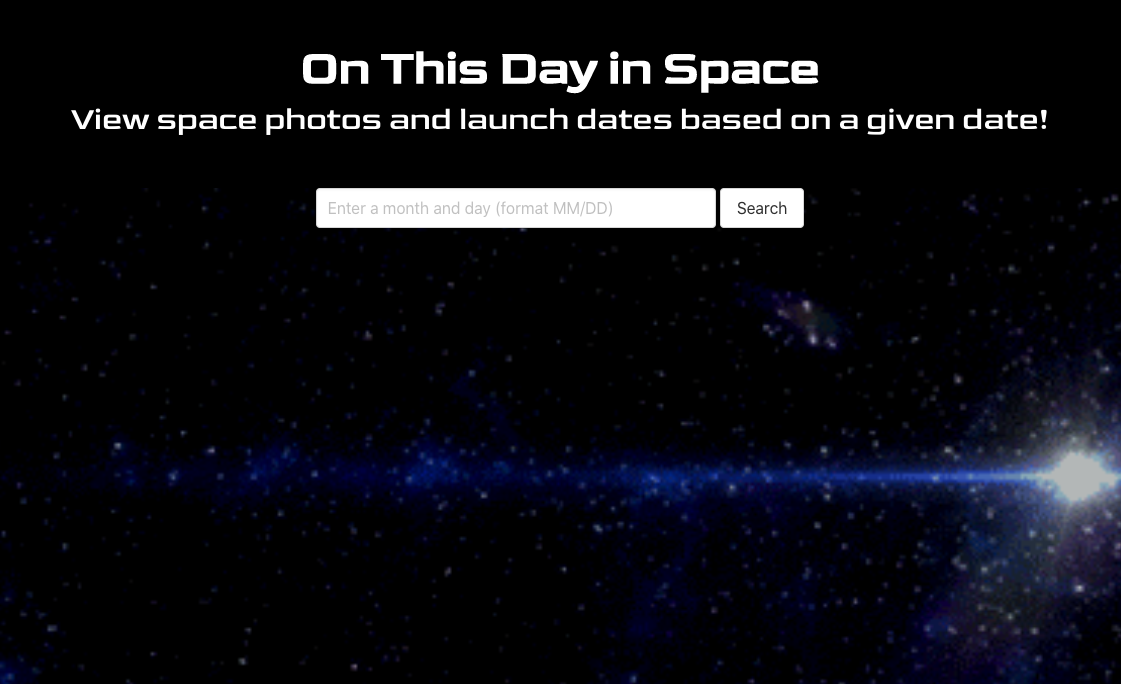 On This Day in Space
View space photos and launch dates based on a given date!
Enter a month and day (format MM/DD)
Search